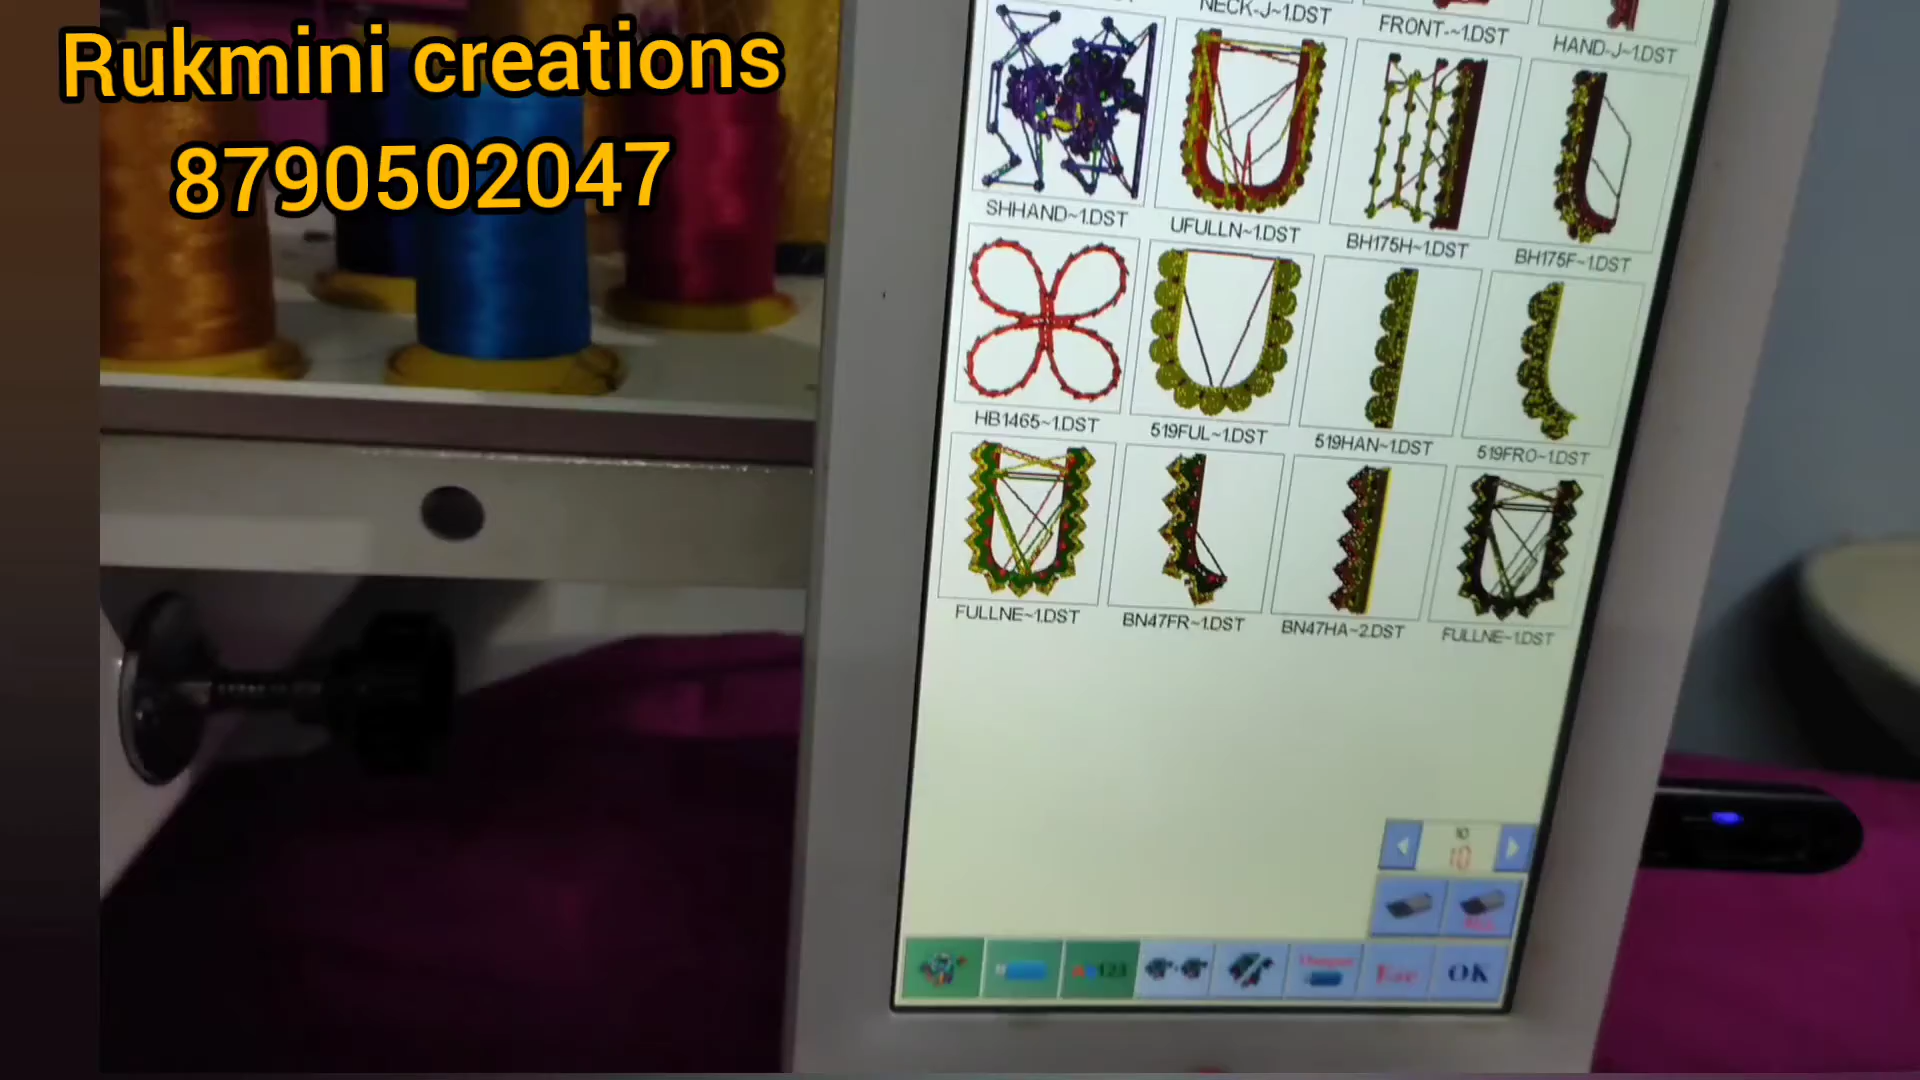 Rukmini creations
8790502047
NECK-J~1.DST
FRONT-~1.DST
HAND-J~1.DST
SHHAND~1.DST
UFULLN~1.DST
BH175H~1.DST
BH175F~1.DST
HB1465~1.DST
519FUL~1.DST
519HAN~1.DST
519FRO~1.DST
FULLNE~1.DST
BN47FR~1.DST
BN47HA~2.DST
FULLNE~1.DST
10
10
Esc
OK